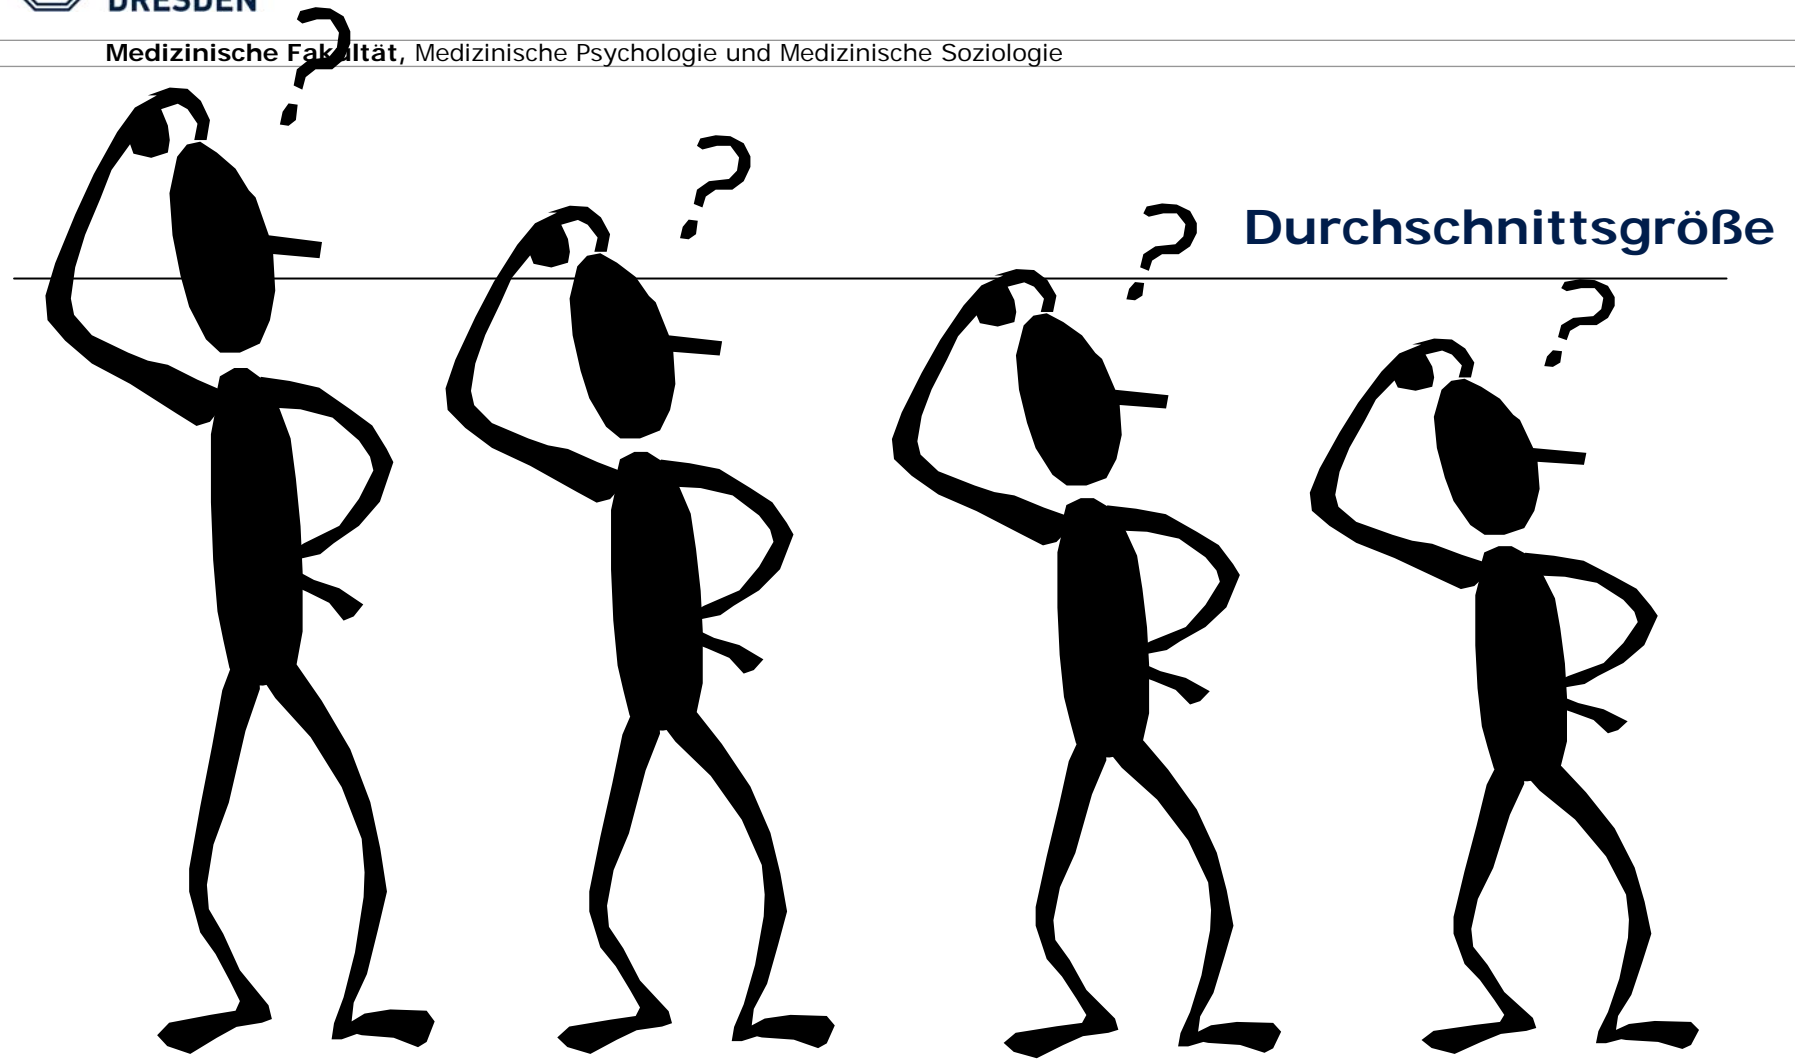 DRESDEN
Medizinische Fakultät, Medizinische Psychologie und Medizinische Soziologie
?
?
?
Durchschnittsgröße
?